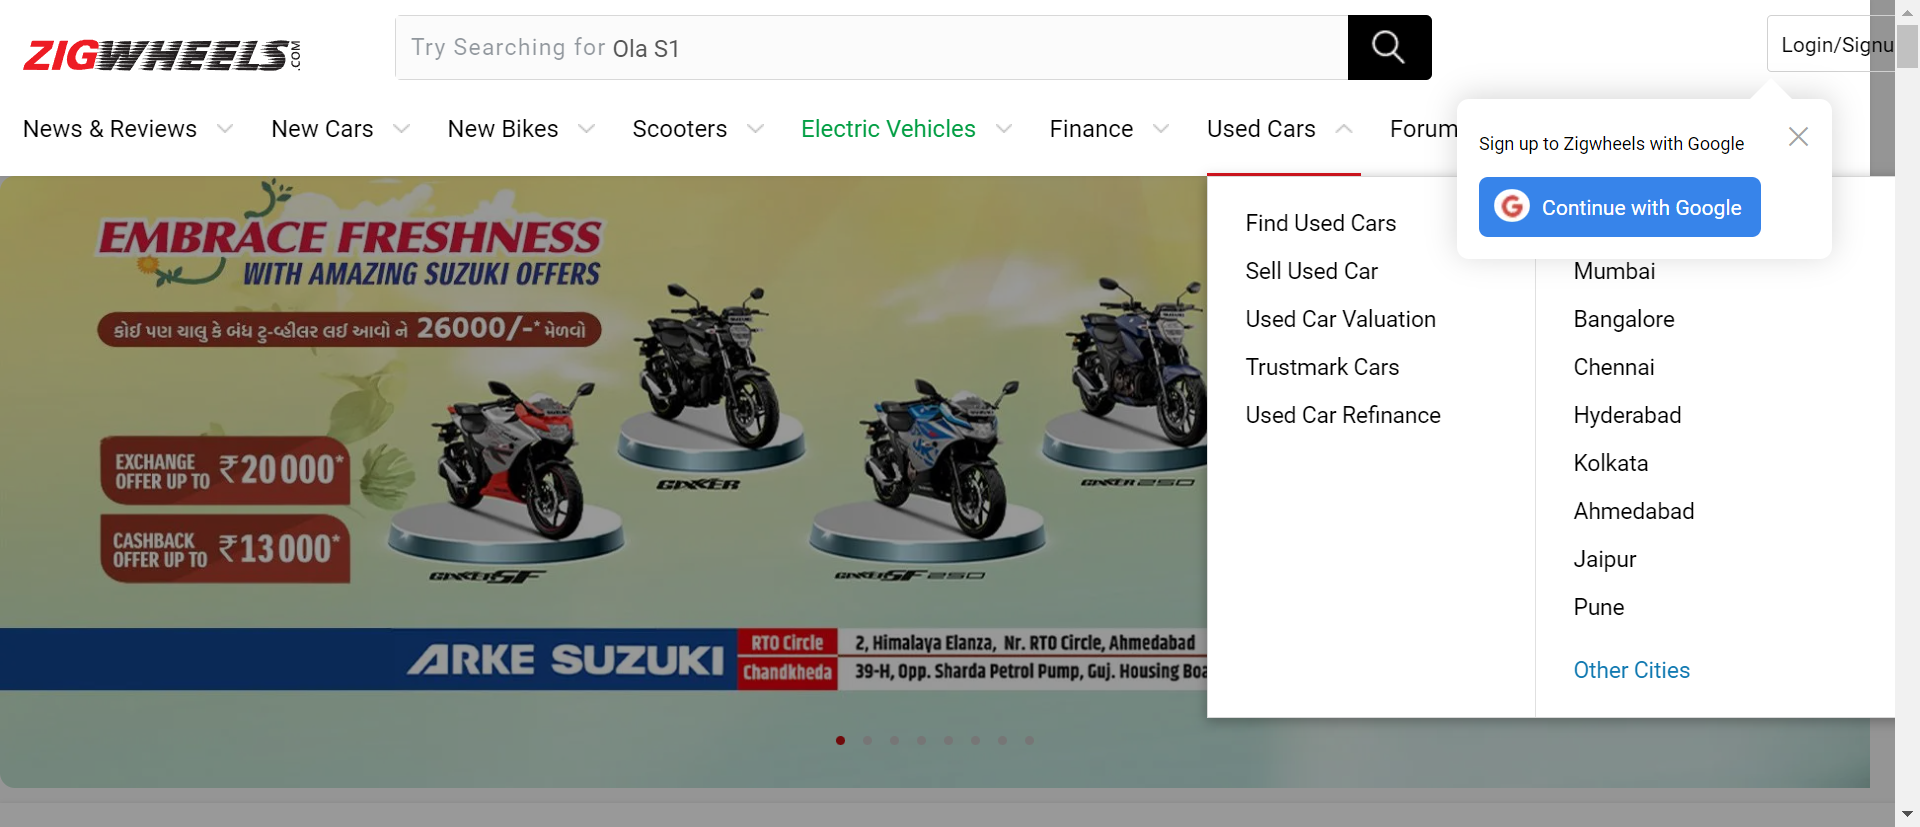 ZIGWHEELS.COM
Try Searching for Ola S1
Login/Signu
News & Reviews
New Cars
New Bikes
Scooters
Electric Vehicles
Finance
Used Cars
Forum
Sign up to Zigwheels with Google
Continue with Google
Find Used Cars
Sell Used Car
Used Car Valuation
Trustmark Cars
Used Car Refinance
Mumbai
Bangalore
Chennai
Hyderabad
Kolkata
Ahmedabad
Jaipur
Pune
Other Cities
EMBRACE FRESHNESS
WITH AMAZING SUZUKI OFFERS
કોઈ પણ ચાલુ કે બંધ ટુ-વ્હીલર લઈ આવો ને 26000/-* મેળવો
EXCHANGE
OFFER UP TO ₹20000*
CASHBACK
OFFER UP TO ₹13000*
GIXXER
GIXXER 250
GIXXER SF
GIXXER SF 250
ARKE SUZUKI
RTO Circle
2, Himalaya Elanza, Nr. RTO Circle, Ahmedabad
Chandkheda
39-H, Opp. Sharda Petrol Pump, Guj. Housing Boa